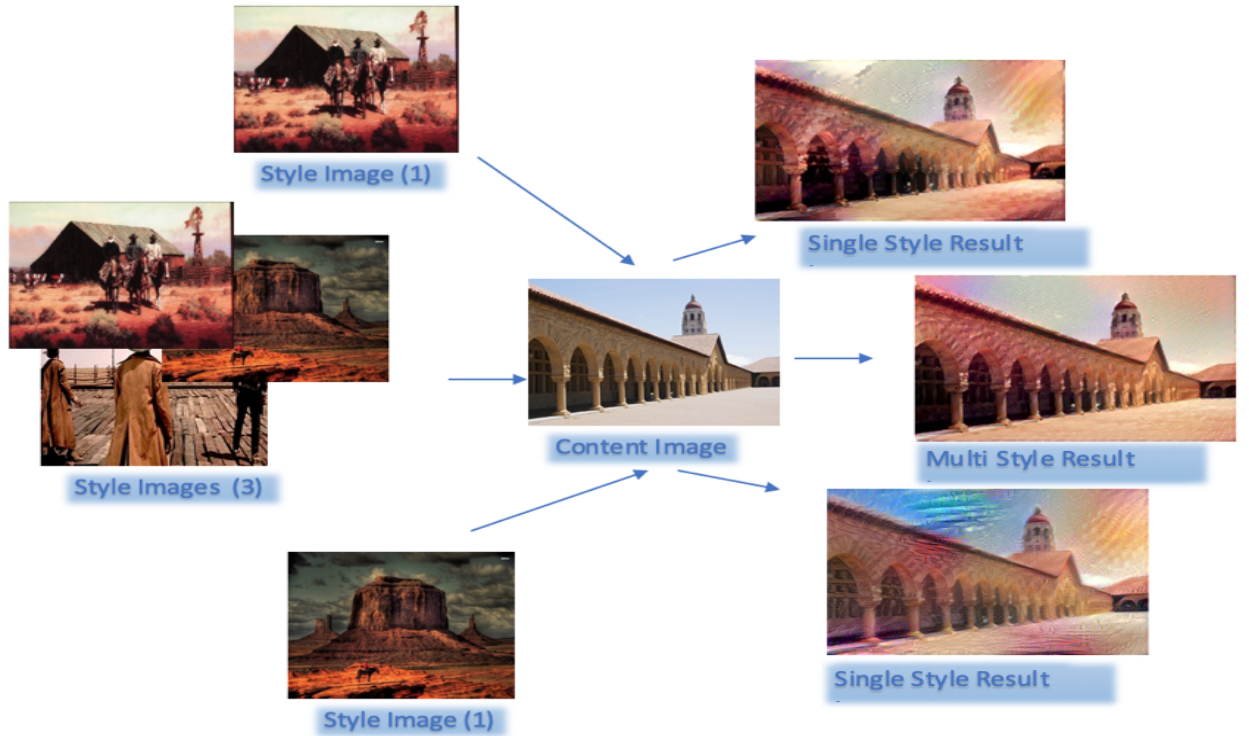 Style Image (1)
Single Style Result
Content Image
Multi Style Result
Style Images (3)
Style Image (1)
Single Style Result